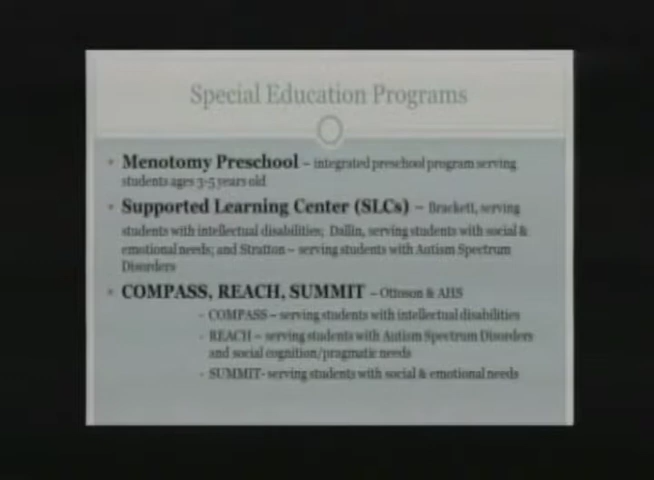 Special Education Programs
Menotomy Preschool – integrated preschool program serving
students ages 3-5 years old
Supported Learning Center (SLCs) – Brackett, serving
students with intellectual disabilities; Dallin, serving students with social &
emotional needs; and Stratton – serving students with Autism Spectrum
Disorders
COMPASS, REACH, SUMMIT – Ottoson & AHS
- COMPASS – serving students with intellectual disabilities
- REACH – serving students with Autism Spectrum Disorders
and social cognition/pragmatic needs
- SUMMIT- serving students with social & emotional needs